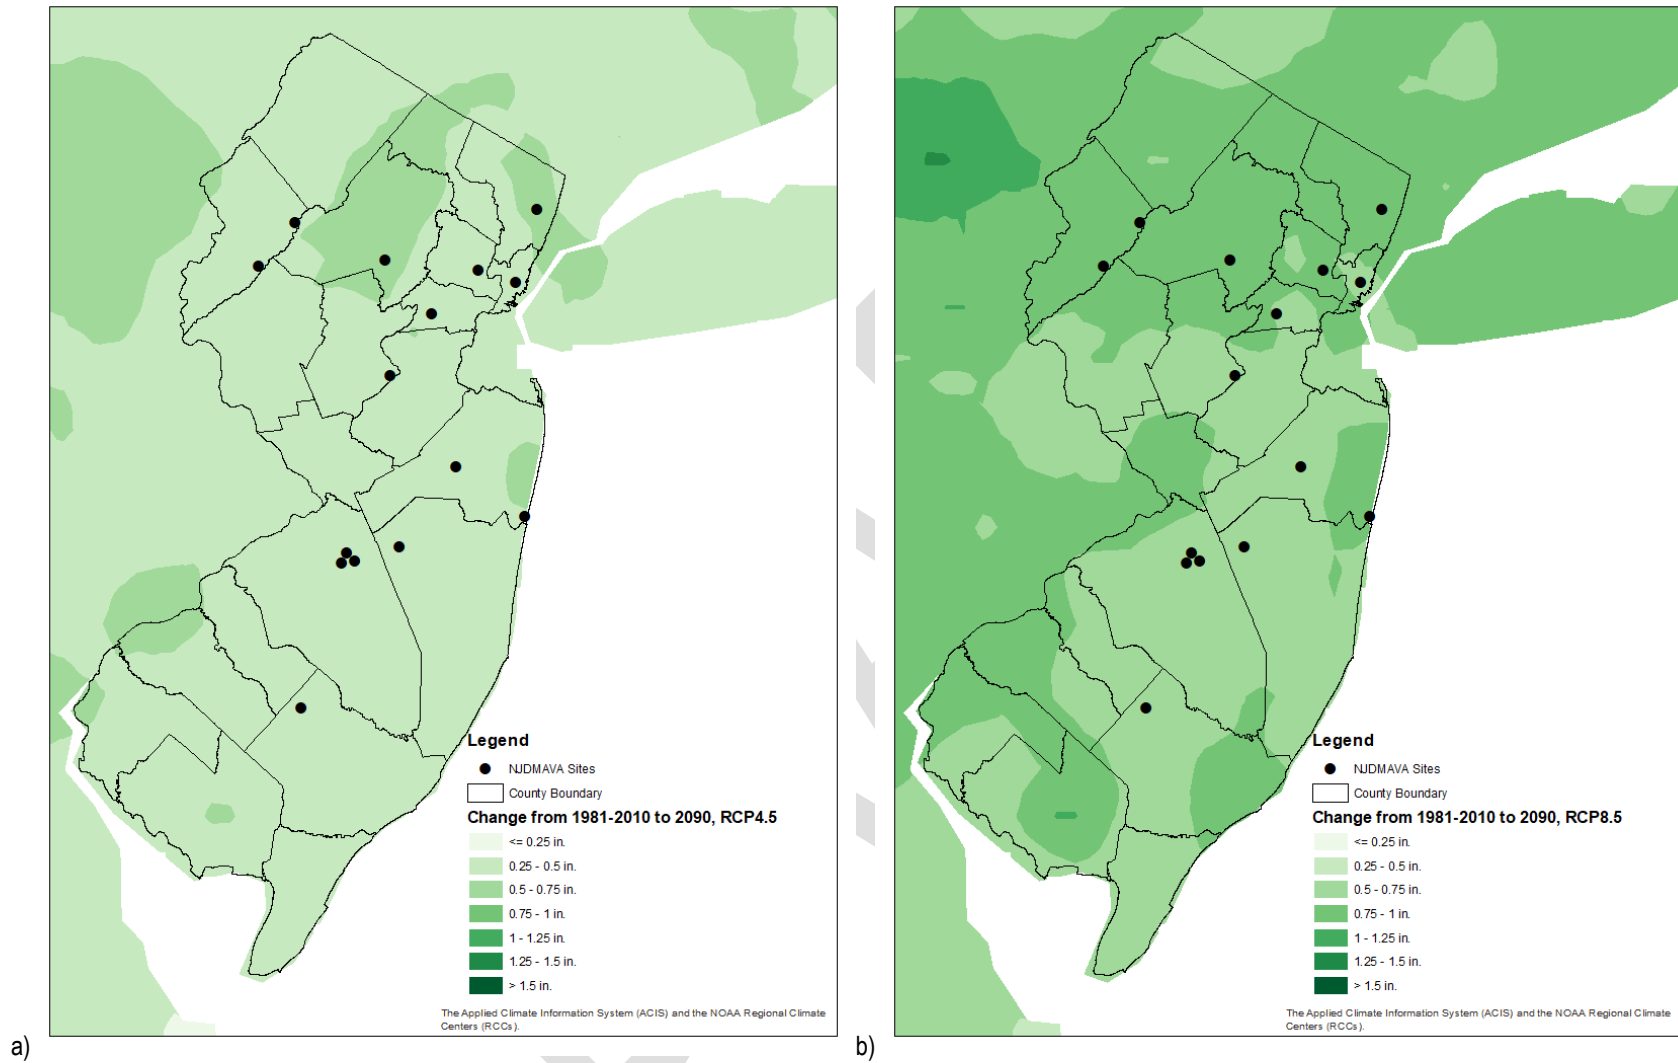 Legend
NJDMAVA Sites
County Boundary
Change from 1981-2010 to 2090, RCP4.5
<= 0.25 in.
0.25 - 0.5 in.
0.5 - 0.75 in.
0.75 - 1 in.
1 - 1.25 in.
1.25 - 1.5 in.
> 1.5 in.
The Applied Climate Information System (ACIS) and the NOAA Regional Climate
Centers (RCCs).
a)
Legend
NJDMAVA Sites
County Boundary
Change from 1981-2010 to 2090, RCP8.5
<= 0.25 in.
0.25 - 0.5 in.
0.5 - 0.75 in.
0.75 - 1 in.
1 - 1.25 in.
1.25 - 1.5 in.
> 1.5 in.
The Applied Climate Information System (ACIS) and the NOAA Regional Climate
Centers (RCCs).
b)